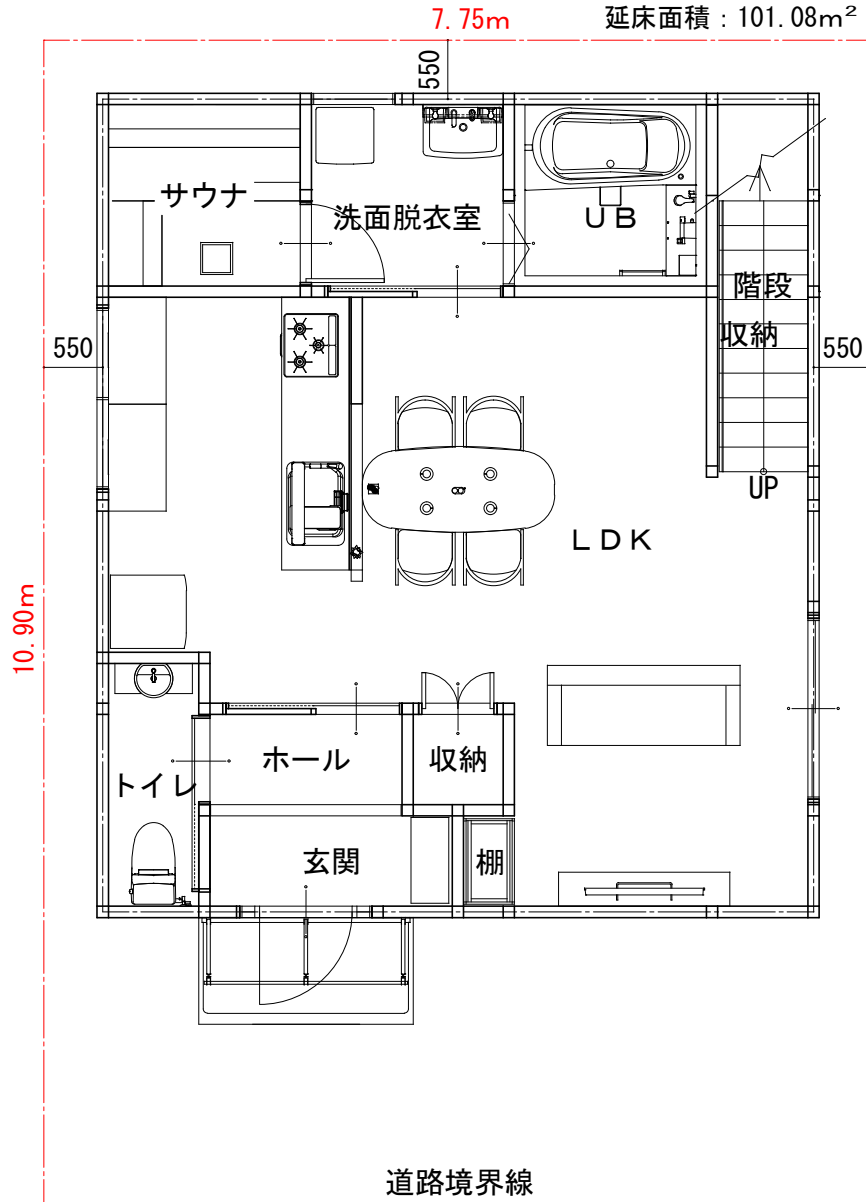 7.75m
延床面積：101.08m²
550
サウナ
洗面脱衣室
UB
階段
収納
550
550
UP
LDK
10.90m
トイレ
ホール
収納
玄関
棚
道路境界線